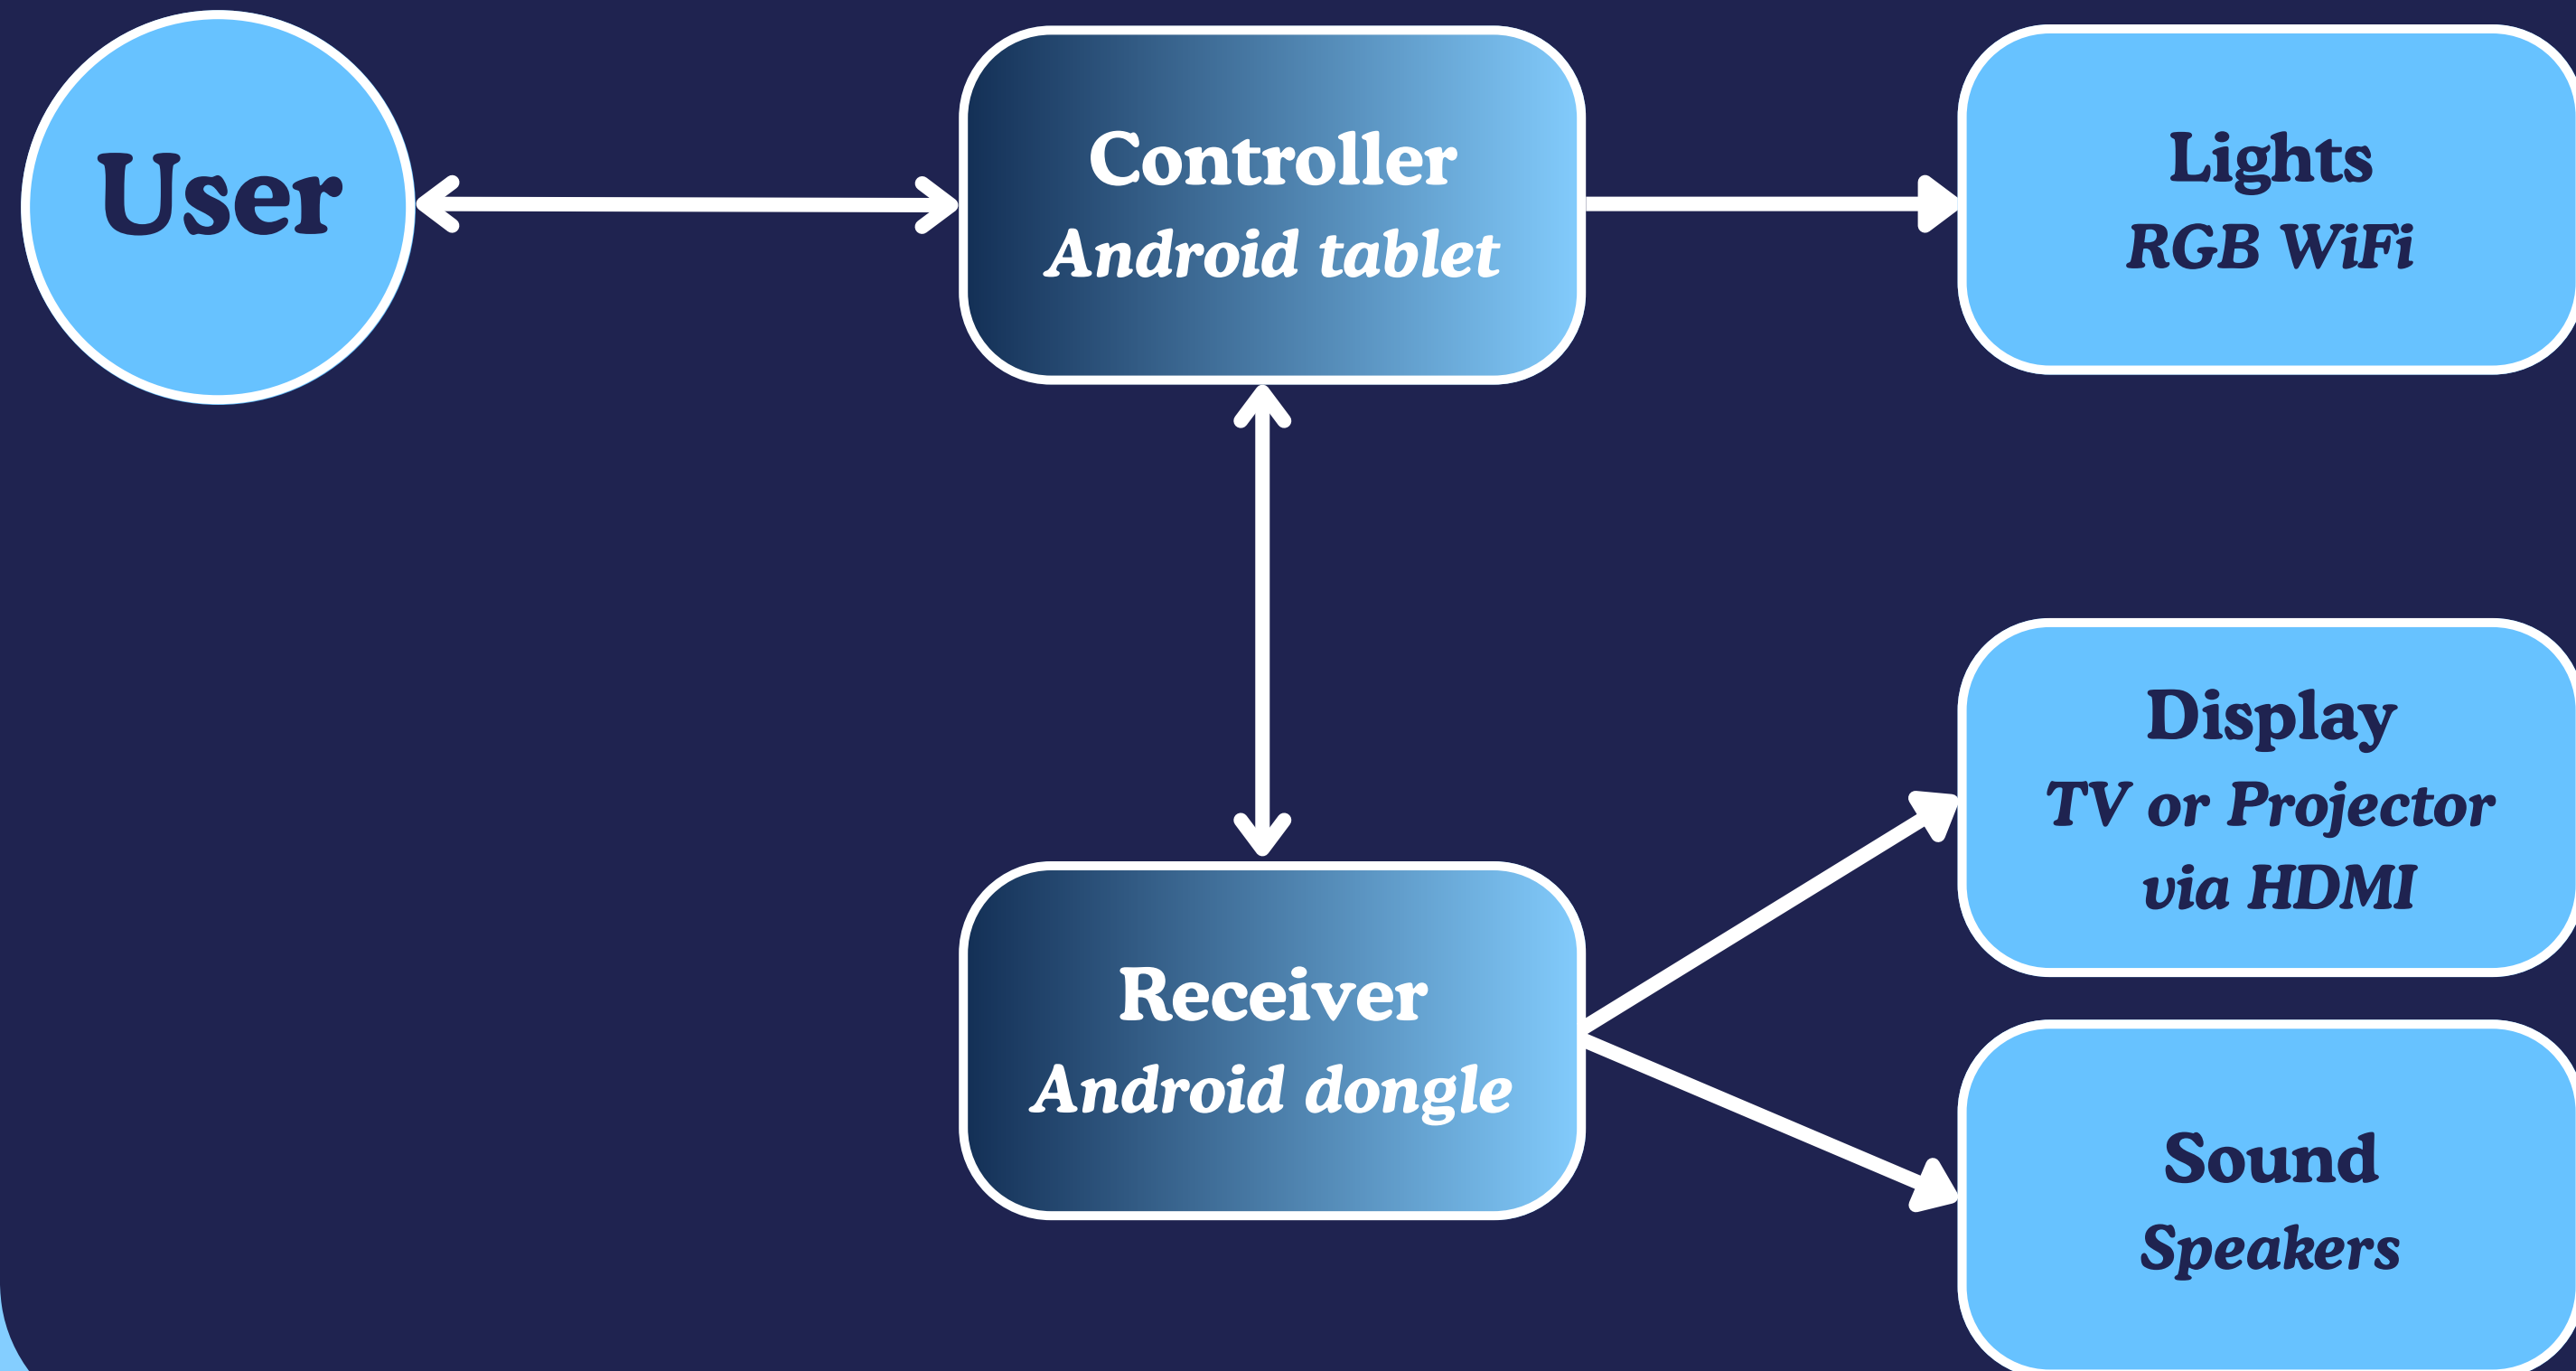 User
Controller
Android tablet
Lights
RGB WiFi
Display
TV or Projector
via HDMI
Receiver
Android dongle
Sound
Speakers